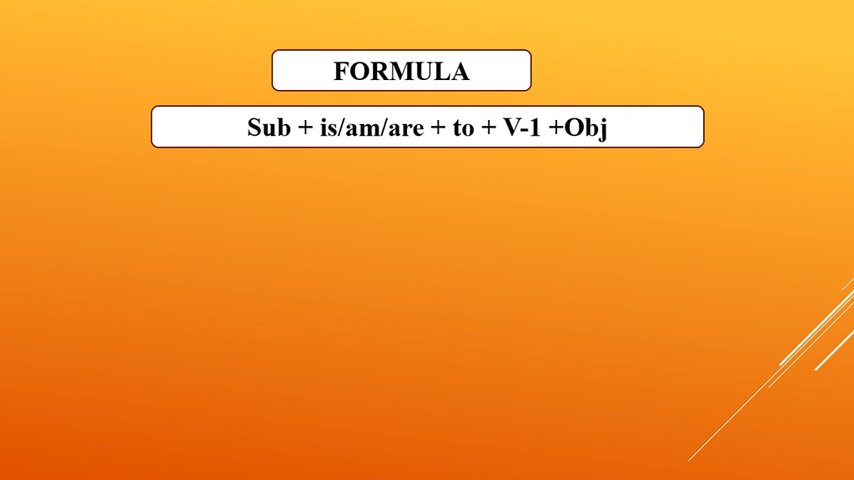 FORMULA
Sub + is/am/are + to + V-1 +Obj